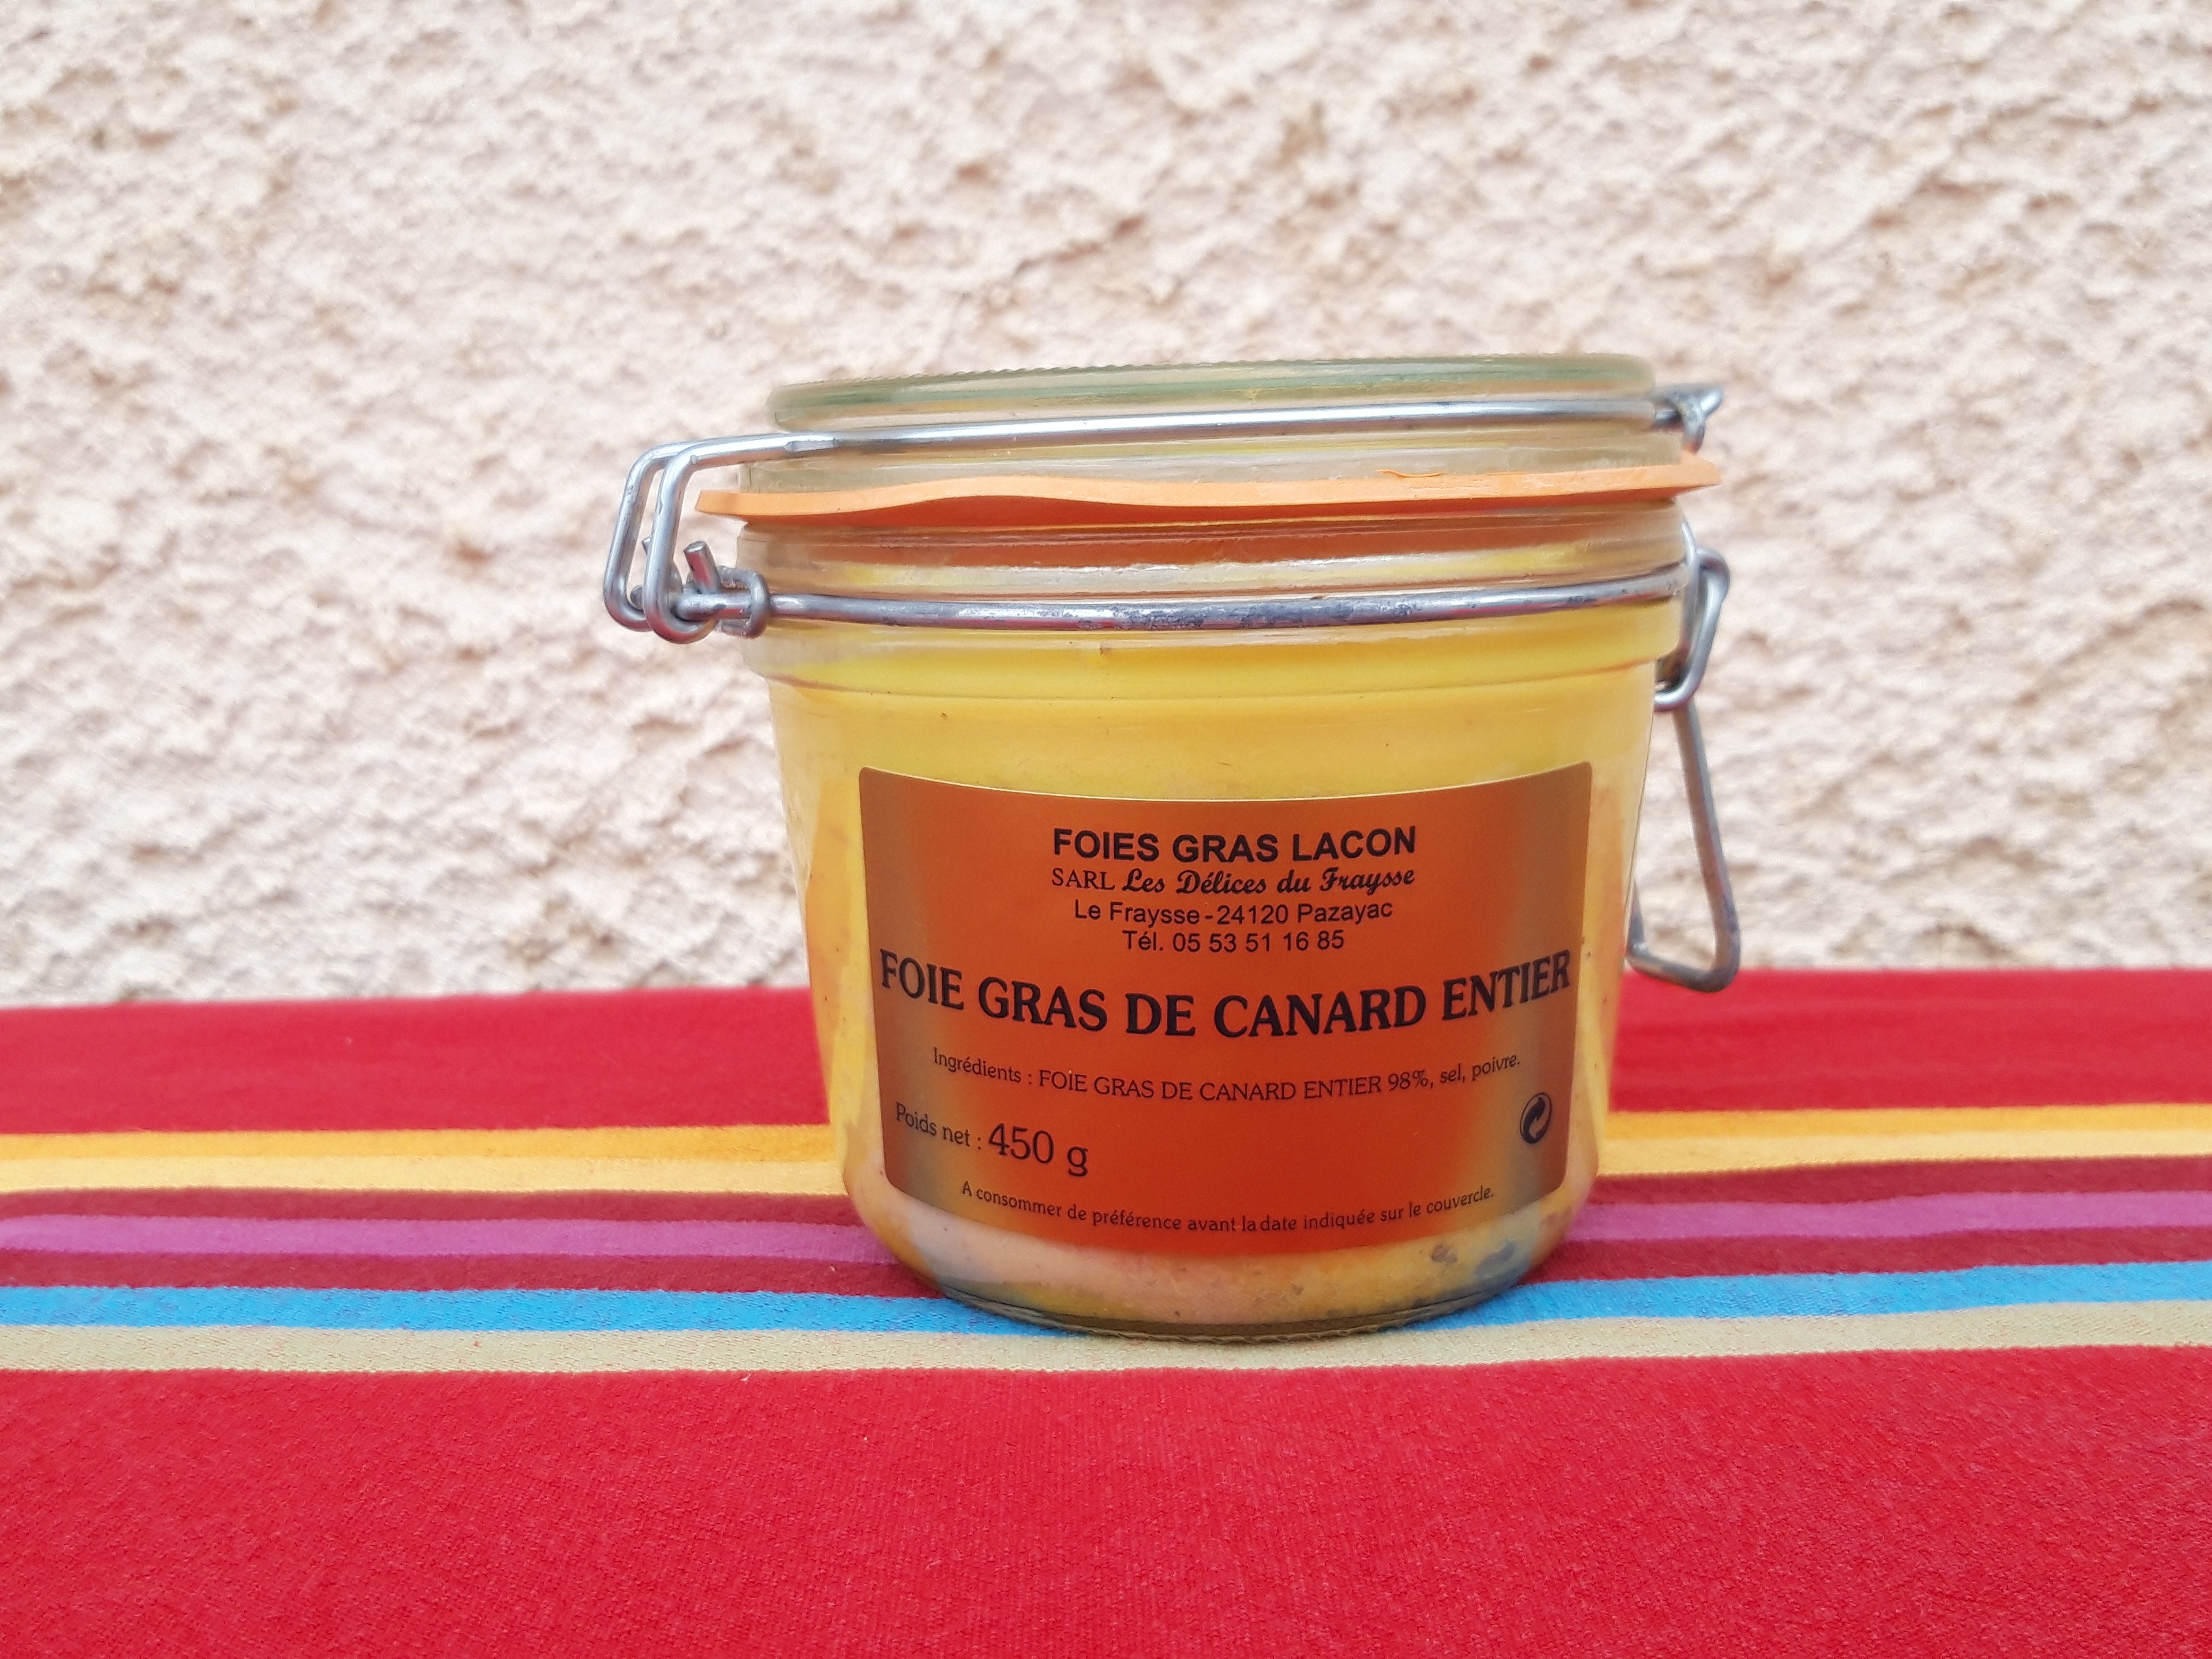 FOIES GRAS LACON
SARL Les Délices du Fraysse
Le Fraysse - 24120 Pazayac
Tél. 05 53 51 16 85
FOIE GRAS DE CANARD ENTIER
Ingrédients : FOIE GRAS DE CANARD ENTIER 98%, sel, poivre.
Poids net : 450 g
A consommer de préférence avant la date indiquée sur le couvercle.